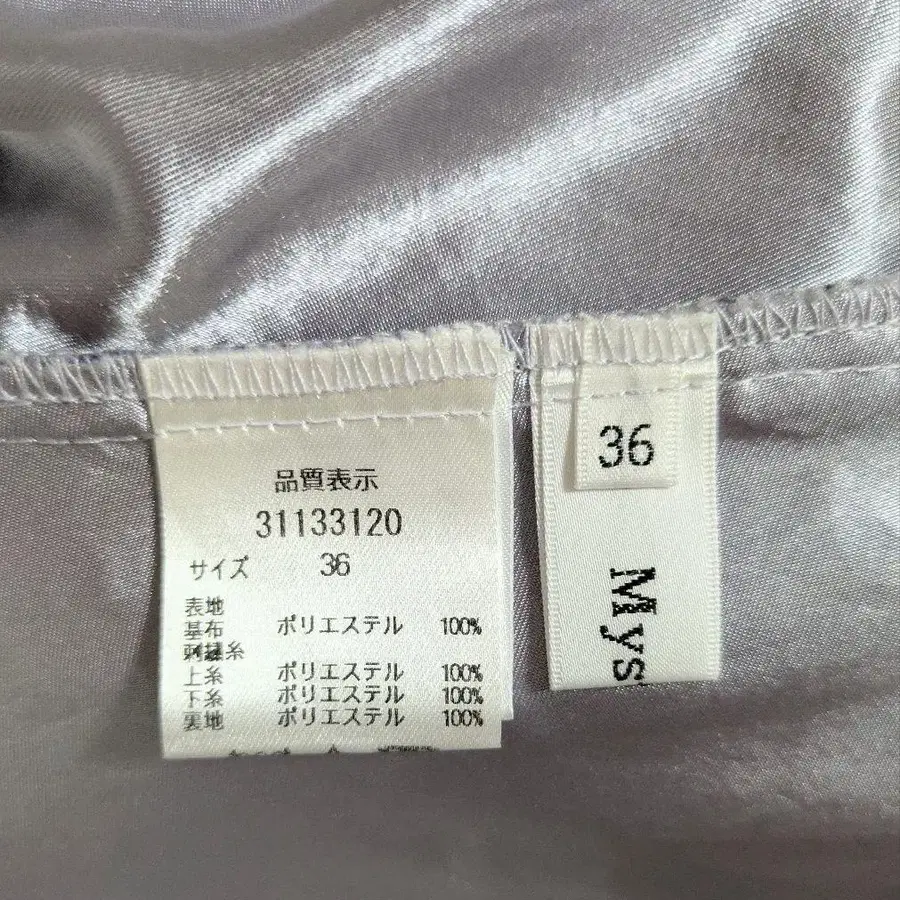 品質表示
31133120
サイズ 36
表地
基布 ポリエステル 100%
刺繍糸
上糸 ポリエステル 100%
下糸 ポリエステル 100%
裏地 ポリエステル 100%
36
Mys